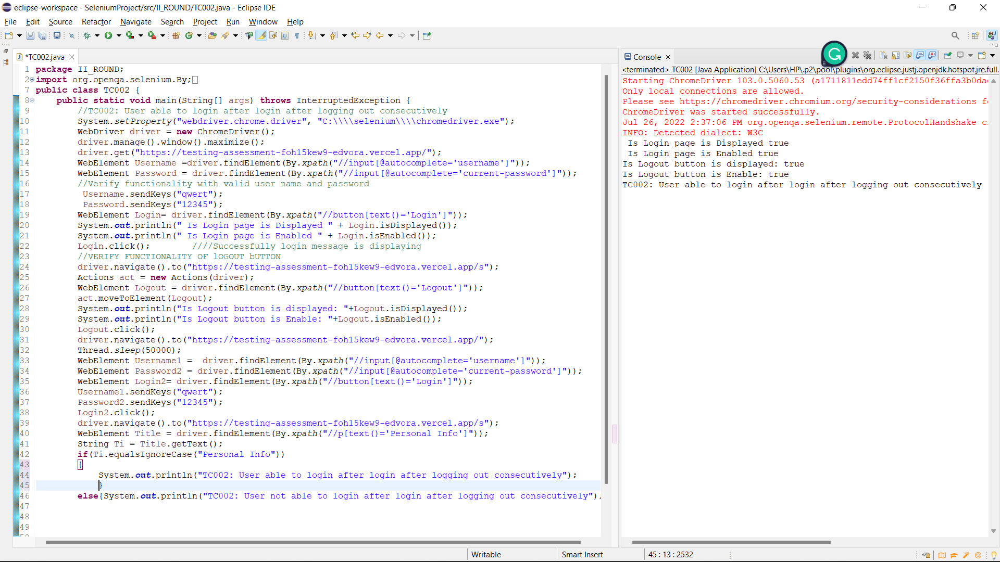 eclipse-workspace - SeleniumProject/src/II_ROUND/TC002.java - Eclipse IDE
File Edit Source Refactor Navigate Search Project Run Window Help
*TC002.java
1 package II_ROUND;
2 import org.openqa.selenium.By;
7 public class TC002 {
8 public static void main(String[] args) throws InterruptedException {
9 //TC002: User able to login after login after logging out consecutively
10 System.setProperty("webdriver.chrome.driver", "C:\\\\selenium\\\\chromedriver.exe");
11 WebDriver driver = new ChromeDriver();
12 driver.manage().window().maximize();
13 driver.get("https://testing-assessment-foh15kew9-edvora.vercel.app/");
14 WebElement Username =driver.findElement(By.xpath("//input[@autocomplete='username']"));
15 WebElement Password = driver.findElement(By.xpath("//input[@autocomplete='current-password']"));
16 //Verify functionality with valid user name and password
17 Username.sendKeys("qwert");
18 Password.sendKeys("12345");
19 WebElement Login= driver.findElement(By.xpath("//button[text()='Login']"));
20 System.out.println(" Is Login page is Displayed " + Login.isDisplayed());
21 System.out.println(" Is Login page is Enabled " + Login.isEnabled());
22 Login.click(); ////Successfully login message is displaying
23 //VERIFY FUNCTIONALITY OF lOGOUT bUTTON
24 driver.navigate().to("https://testing-assessment-foh15kew9-edvora.vercel.app/s");
25 Actions act = new Actions(driver);
26 WebElement Logout = driver.findElement(By.xpath("//button[text()='Logout']"));
27 act.moveToElement(Logout);
28 System.out.println("Is Logout button is displayed: "+Logout.isDisplayed());
29 System.out.println("Is Logout button is Enable: "+Logout.isEnabled());
30 Logout.click();
31 driver.navigate().to("https://testing-assessment-foh15kew9-edvora.vercel.app/");
32 Thread.sleep(50000);
33 WebElement Username1 = driver.findElement(By.xpath("//input[@autocomplete='username']"));
34 WebElement Password2 = driver.findElement(By.xpath("//input[@autocomplete='current-password']"));
35 WebElement Login2= driver.findElement(By.xpath("//button[text()='Login']"));
36 Username1.sendKeys("qwert");
37 Password2.sendKeys("12345");
38 Login2.click();
39 driver.navigate().to("https://testing-assessment-foh15kew9-edvora.vercel.app/s");
40 WebElement Title = driver.findElement(By.xpath("//p[text()='Personal Info']"));
41 String Ti = Title.getText();
42 if(Ti.equalsIgnoreCase("Personal Info"))
43 {
44 System.out.println("TC002: User able to login after login after logging out consecutively");
45 }
46 else{System.out.println("TC002: User not able to login after login after logging out consecutively");
47
48
49
Console
<terminated> TC002 [Java Application] C:\Users\HP\.p2\pool\plugins\org.eclipse.justj.openjdk.hotspot.jre.full.
Starting ChromeDriver 103.0.5060.53 (a1711811edd74ff1cf2150f36ffa3b0da
Only local connections are allowed.
Please see https://chromedriver.chromium.org/security-considerations f
ChromeDriver was started successfully.
Jul 26, 2022 2:37:06 PM org.openqa.selenium.remote.ProtocolHandshake c
INFO: Detected dialect: W3C
Is Login page is Displayed true
Is Login page is Enabled true
Is Logout button is displayed: true
Is Logout button is Enable: true
TC002: User able to login after login after logging out consecutively
Writable Smart Insert 45 : 13 : 2532